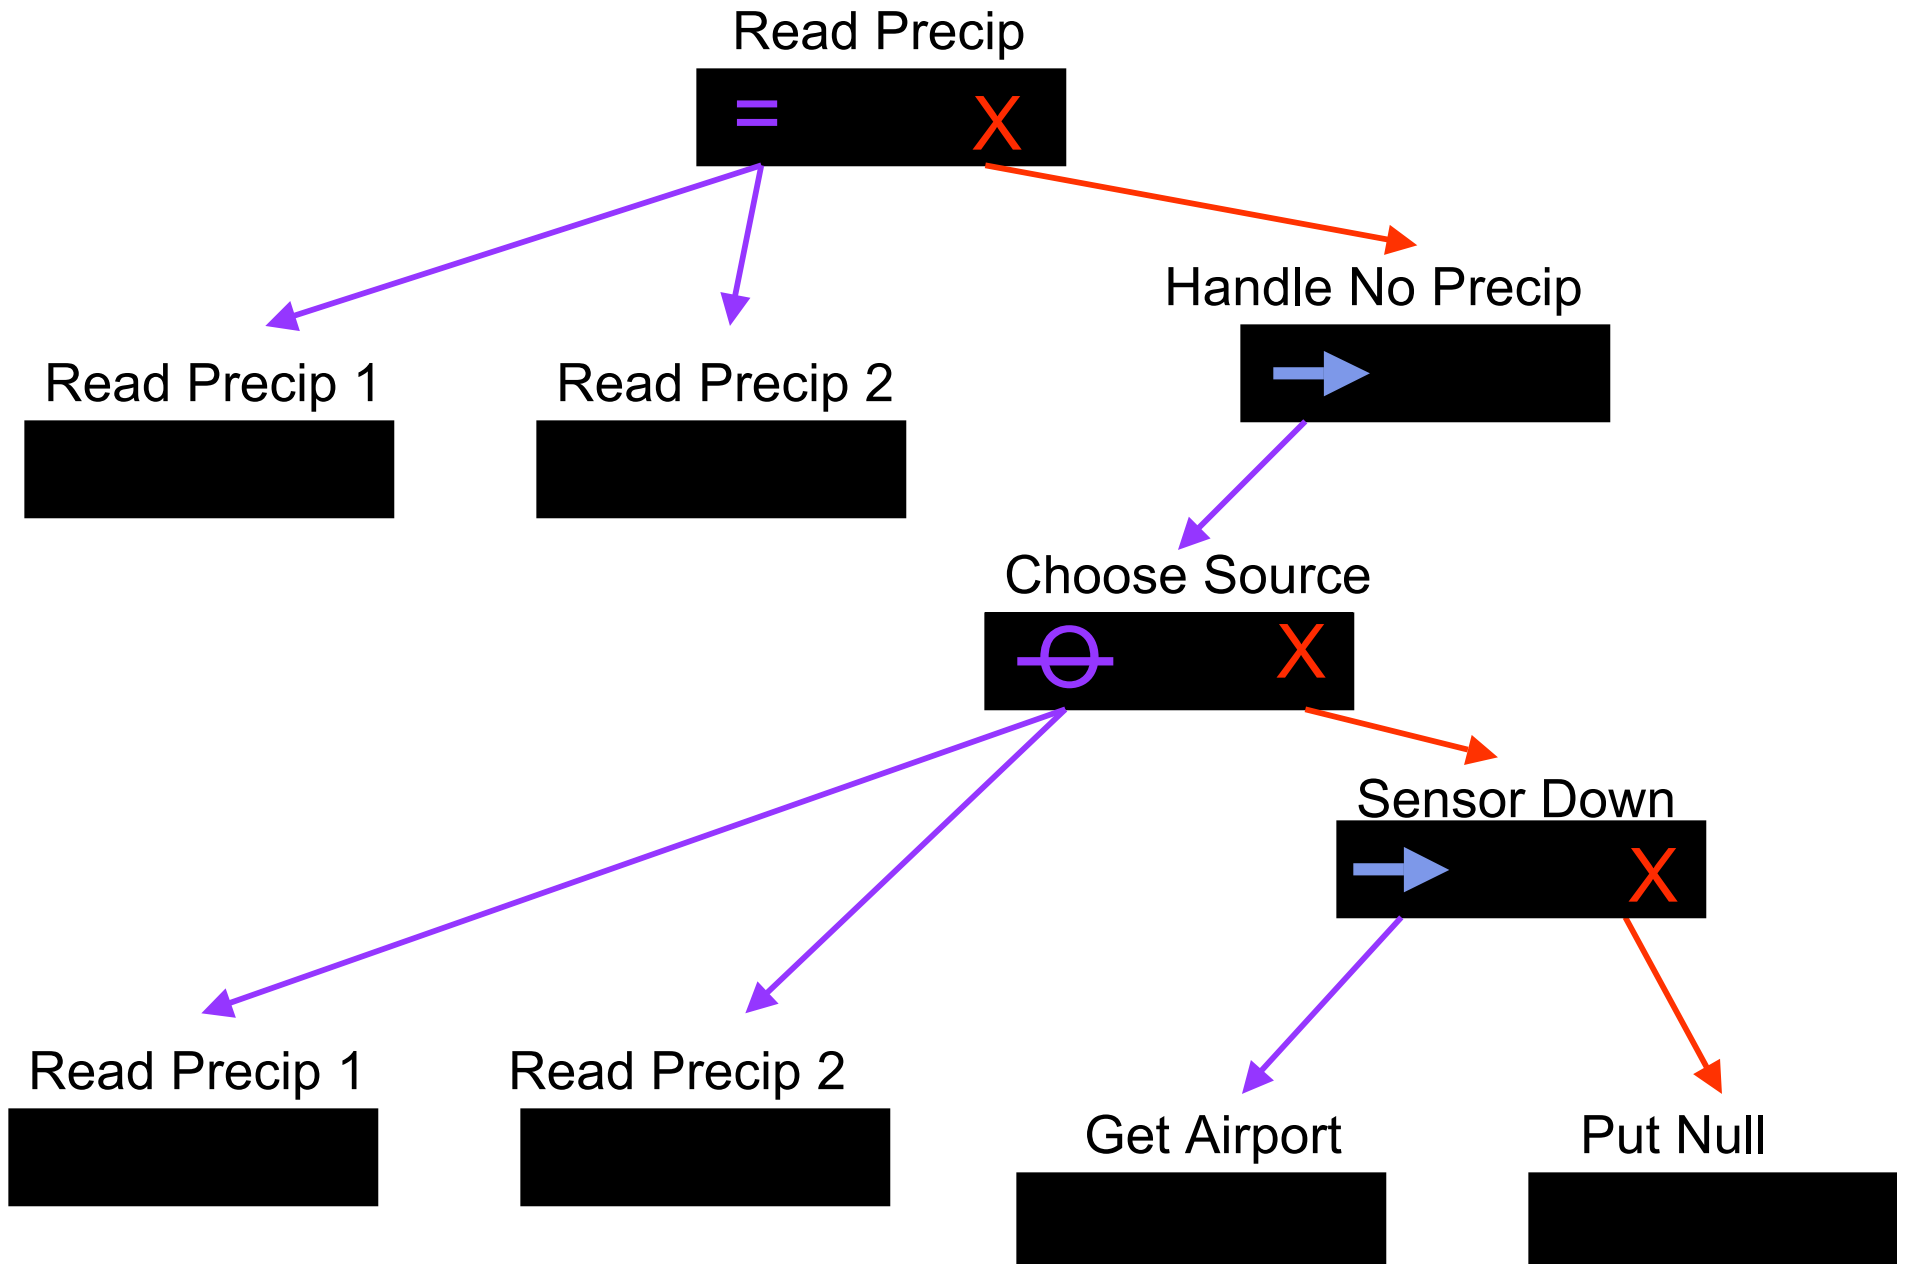 Read Precip
=
X
Handle No Precip
Read Precip 1
Read Precip 2
Choose Source
X
Sensor Down
X
Read Precip 1
Read Precip 2
Get Airport
Put Null